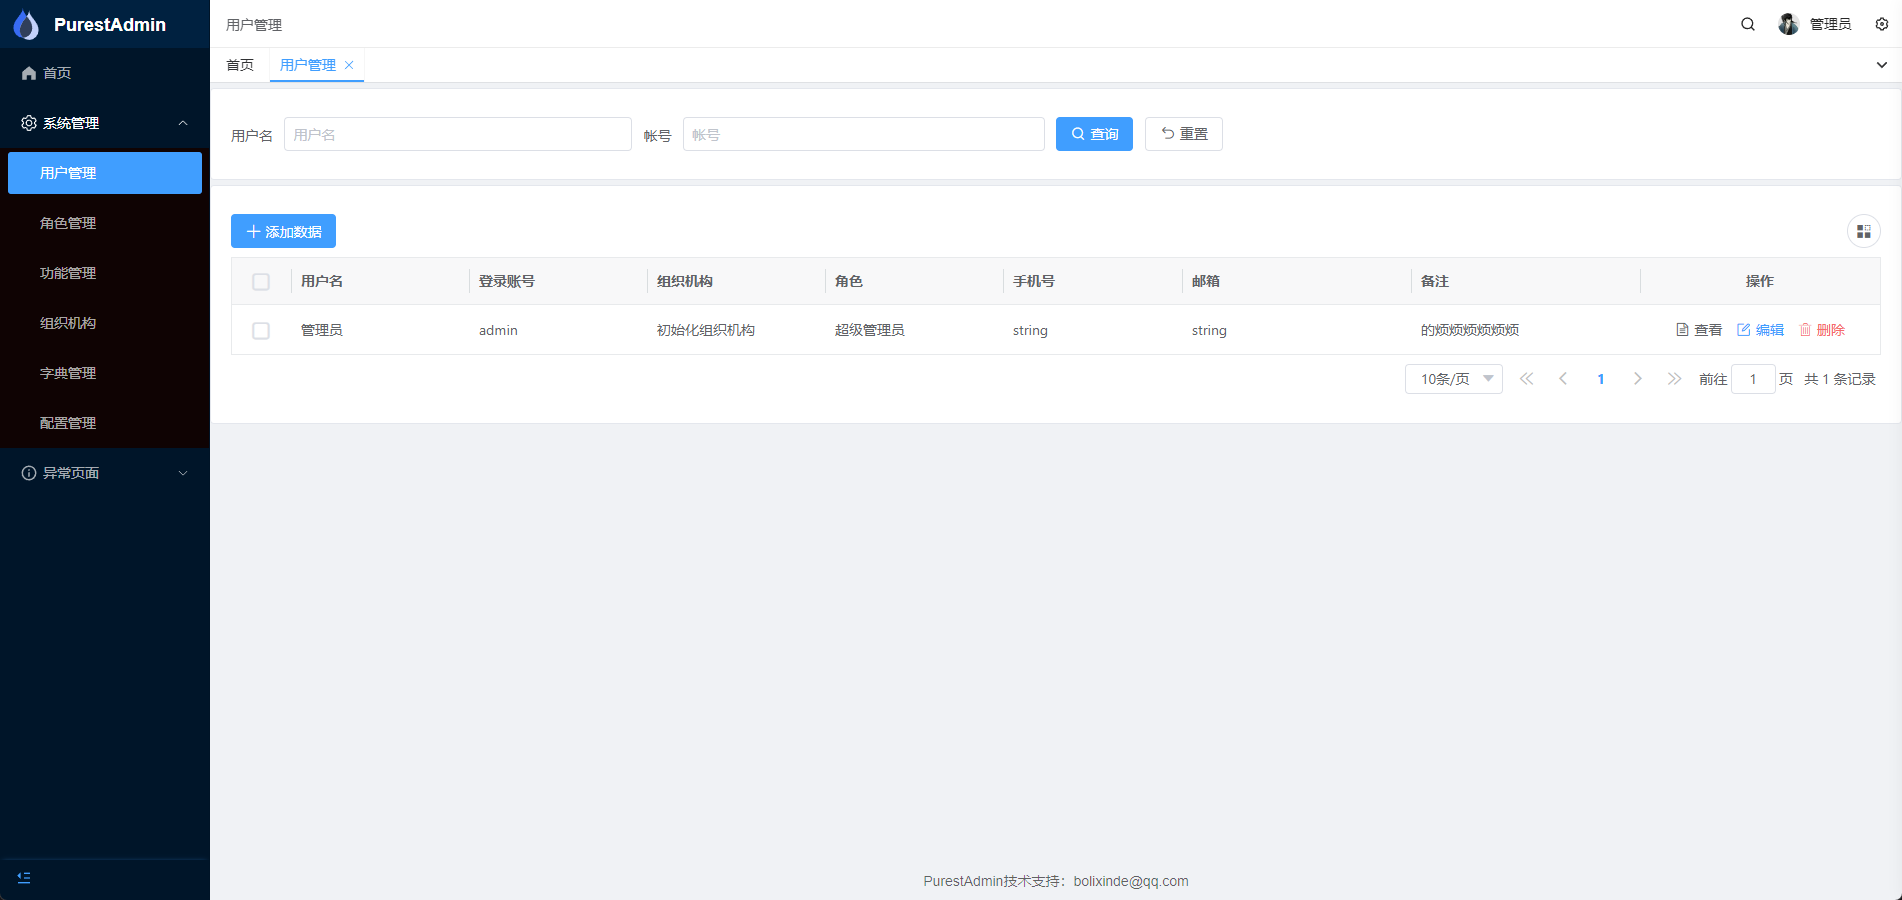 PurestAdmin
用户管理
管理员
首页
系统管理
用户管理
角色管理
功能管理
组织机构
字典管理
配置管理
异常页面
首页
用户管理
用户名
用户名
帐号
帐号
查询
重置
添加数据
用户名 登录账号 组织机构 角色 手机号 邮箱 备注 操作
管理员 admin 初始化组织机构 超级管理员 string string 的烦烦烦烦烦烦 查看 编辑 删除
10条/页 1 前往 1 页 共 1 条记录
PurestAdmin技术支持：bolixinde@qq.com